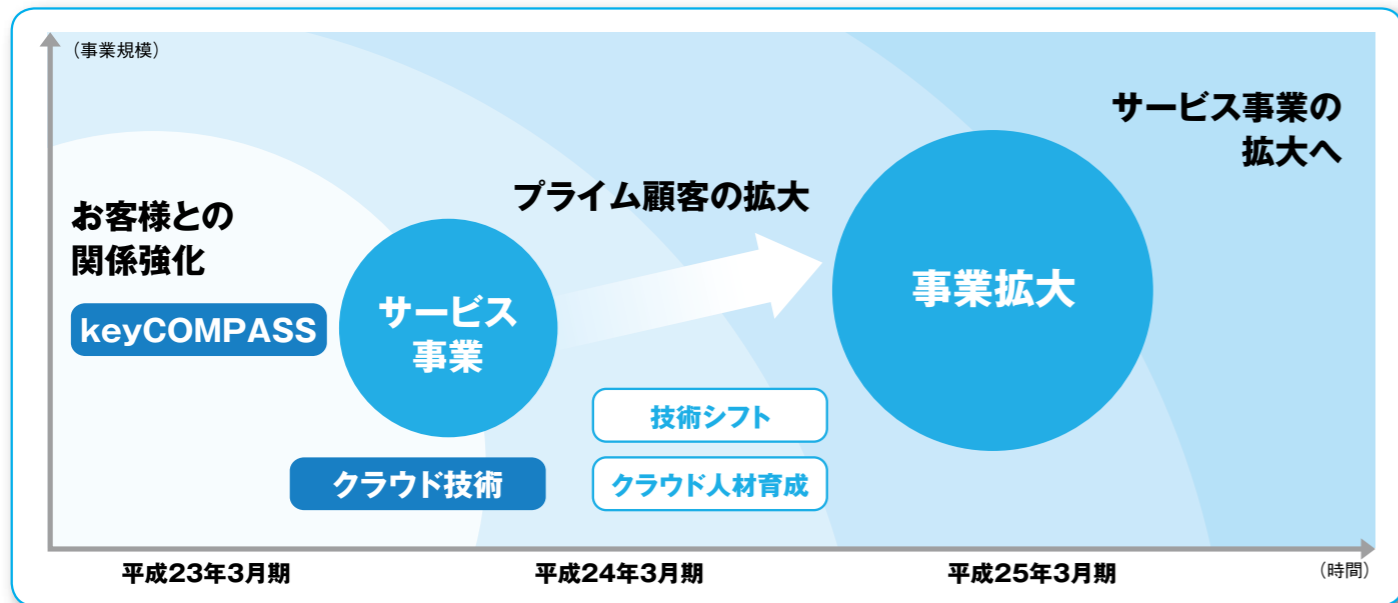 （事業規模）
サービス事業の
拡大へ
プライム顧客の拡大
お客様との
関係強化
keyCOMPASS
サービス
事業
事業拡大
技術シフト
クラウド技術
クラウド人材育成
平成23年3月期
平成24年3月期
平成25年3月期
（時間）